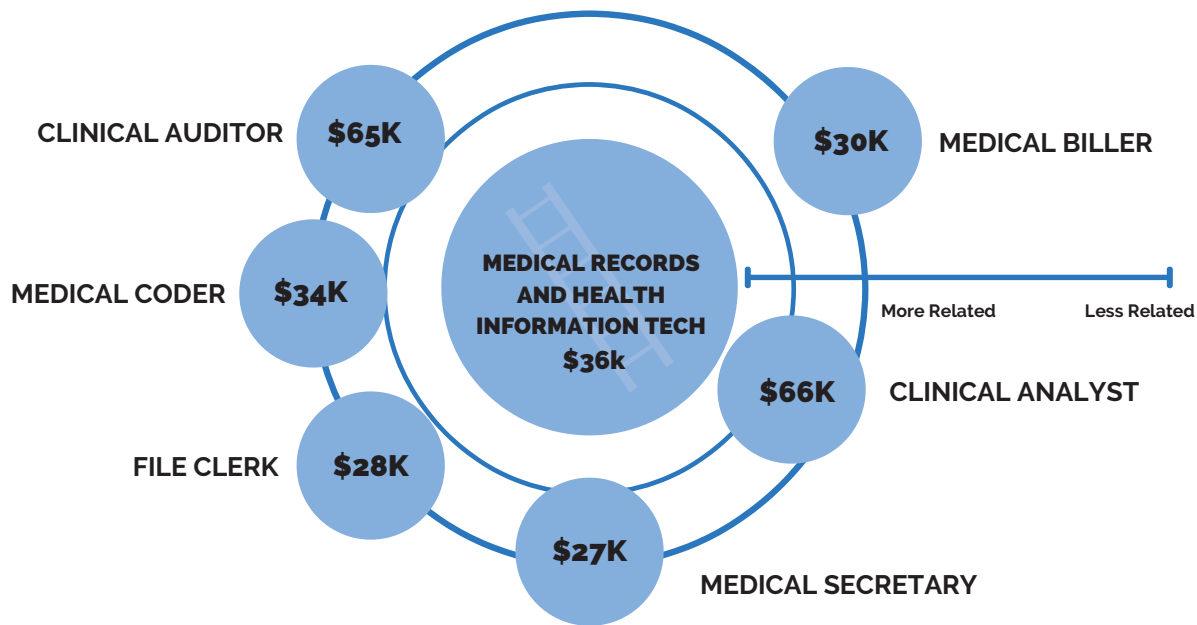 CLINICAL AUDITOR
$65K
$30K
MEDICAL BILLER
MEDICAL RECORDS
AND HEALTH
INFORMATION TECH
$36k
MEDICAL CODER
$34K
More Related
Less Related
$66K
CLINICAL ANALYST
FILE CLERK
$28K
$27K
MEDICAL SECRETARY